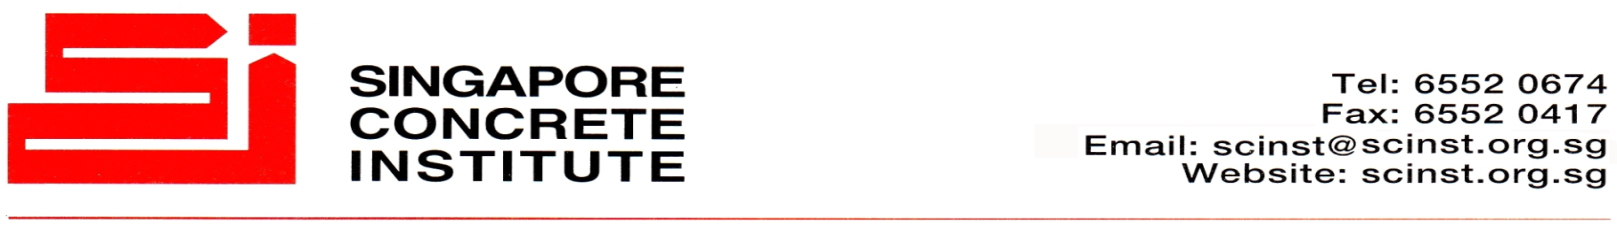 SINGAPORE
CONCRETE
INSTITUTE
Tel: 6552 0674
Fax: 6552 0417
Email: scinst@scinst.org.sg
Website: scinst.org.sg